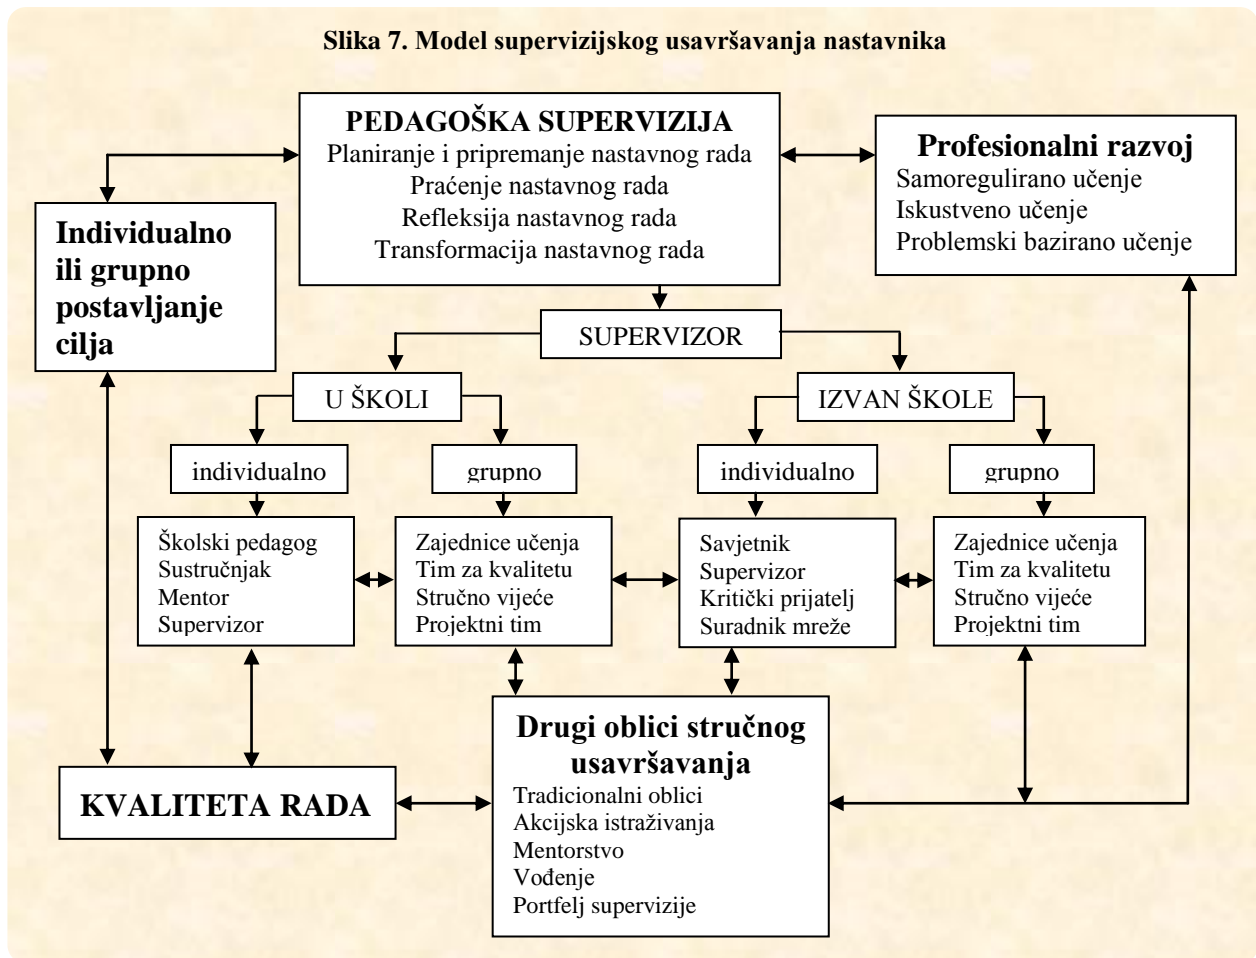 Slika 7. Model supervizijskog usavršavanja nastavnika
PEDAGOŠKA SUPERVIZIJA
Planiranje i pripremanje nastavnog rada
Praćenje nastavnog rada
Refleksija nastavnog rada
Transformacija nastavnog rada
Profesionalni razvoj
Samoregulirano učenje
Iskustveno učenje
Problemski bazirano učenje
Individualno
ili grupno
postavljanje
cilja
SUPERVIZOR
U ŠKOLI
IZVAN ŠKOLE
individualno
grupno
individualno
grupno
Školski pedagog
Sustručnjak
Mentor
Supervizor
Zajednice učenja
Tim za kvalitetu
Stručno vijeće
Projektni tim
Savjetnik
Supervizor
Kritički prijatelj
Suradnik mreže
Zajednice učenja
Tim za kvalitetu
Stručno vijeće
Projektni tim
KVALITETA RADA
Drugi oblici stručnog
usavršavanja
Tradicionalni oblici
Akcijska istraživanja
Mentorstvo
Vođenje
Portfelj supervizije